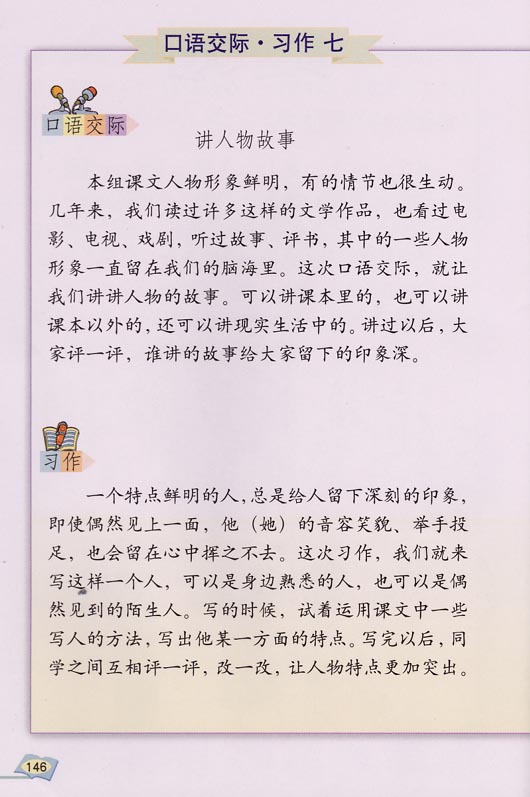 口语交际·习作 七
口语交际
讲人物故事
本组课文人物形象鲜明，有的情节也很生动。
几年来，我们读过许多这样的文学作品，也看过电
影、电视、戏剧，听过故事、评书，其中的一些人物
形象一直留在我们的脑海里。这次口语交际，就让
我们讲讲人物的故事。可以讲课本里的，也可以讲
课本以外的，还可以讲现实生活中的。讲过以后，大
家评一评，谁讲的故事给大家留下的印象深。
习作
一个特点鲜明的人，总是给人留下深刻的印象，
即使偶然见上一面，他（她）的音容笑貌、举手投
足，也会留在心中挥之不去。这次习作，我们就来
写这样一个人，可以是身边熟悉的人，也可以是偶
然见到的陌生人。写的时候，试着运用课文中一些
写人的方法，写出他某一方面的特点。写完以后，同
学之间互相评一评，改一改，让人物特点更加突出。
146